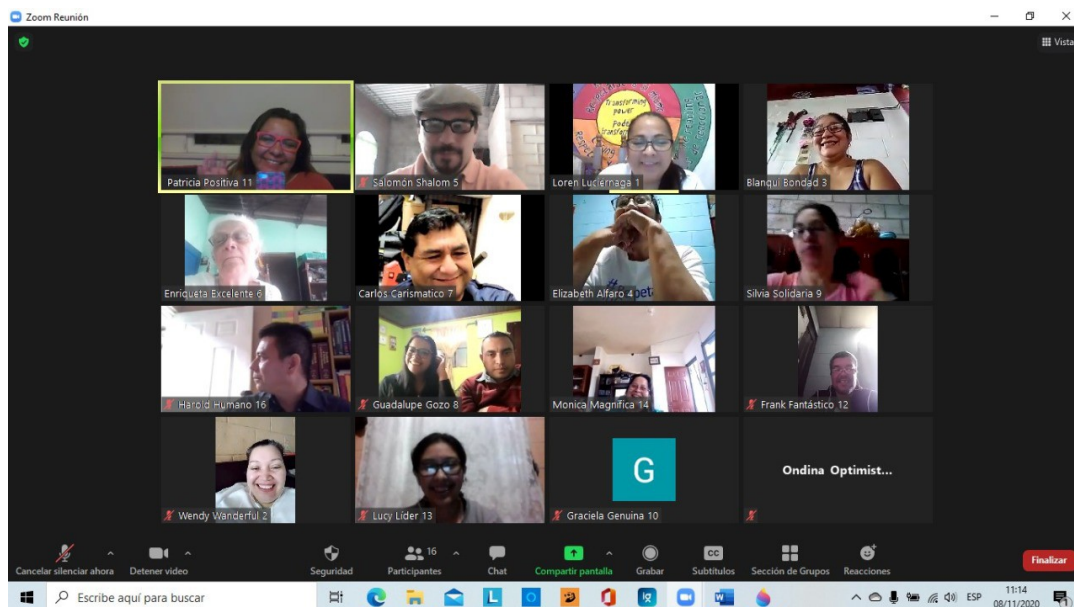 Zoom Reunión
Vista
Transforming
power
Poder
Patricia Positiva 11
Salomón Shalom 5
Loren Luciernaga 1
Blanqui Bondad 3
Enriqueta Excelente 6
Carlos Carismatico 7
Elizabeth Alfaro 4
Silvia Solidaria 9
Harold Humano 16
Guadalupe Gozo 8
Monica Magnifica 14
Frank Fantástico 12
G
Ondina Optimist...
Wendy Wanderful 2
Lucy Líder 13
Graciela Genuina 10
Cancelar silenciar ahora
Detener video
Seguridad
16
Participantes
Chat
Compartir pantalla
Grabar
CC
Subtítulos
Sección de Grupos
Reacciones
Finalizar
Escribe aquí para buscar
ESP
11:14
08/11/2020